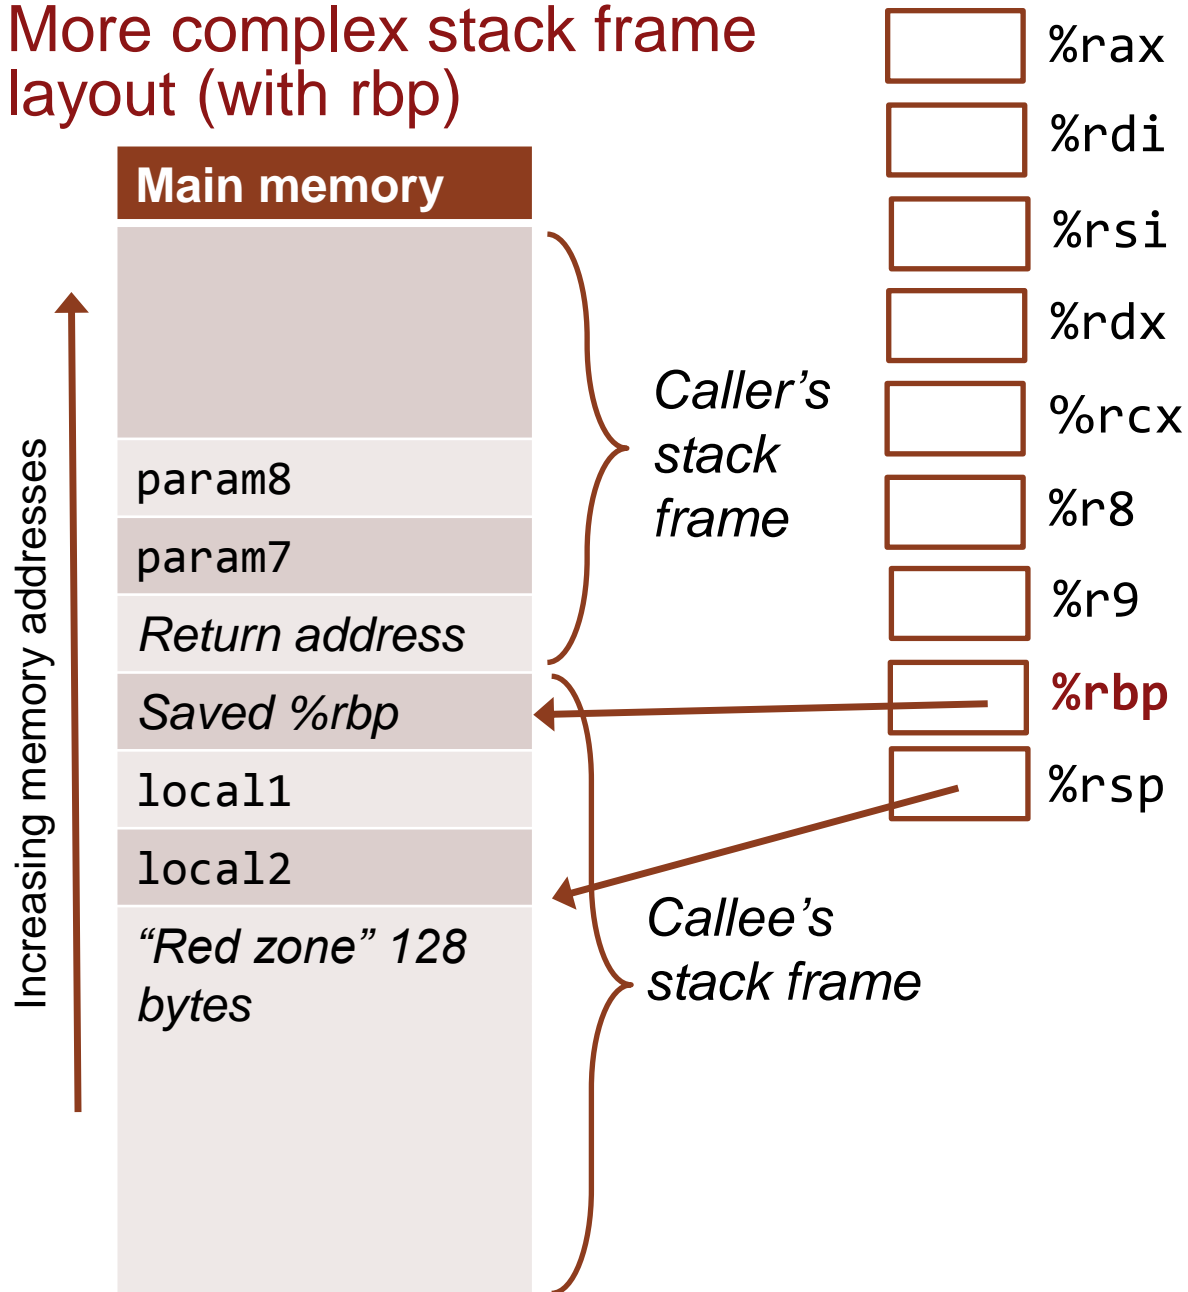 More complex stack frame
layout (with rbp)
Main memory
param8
param7
Return address
Saved %rbp
local1
local2
“Red zone” 128
bytes
Increasing memory addresses
Caller’s
stack
frame
Callee’s
stack frame
%rax
%rdi
%rsi
%rdx
%rcx
%r8
%r9
%rbp
%rsp